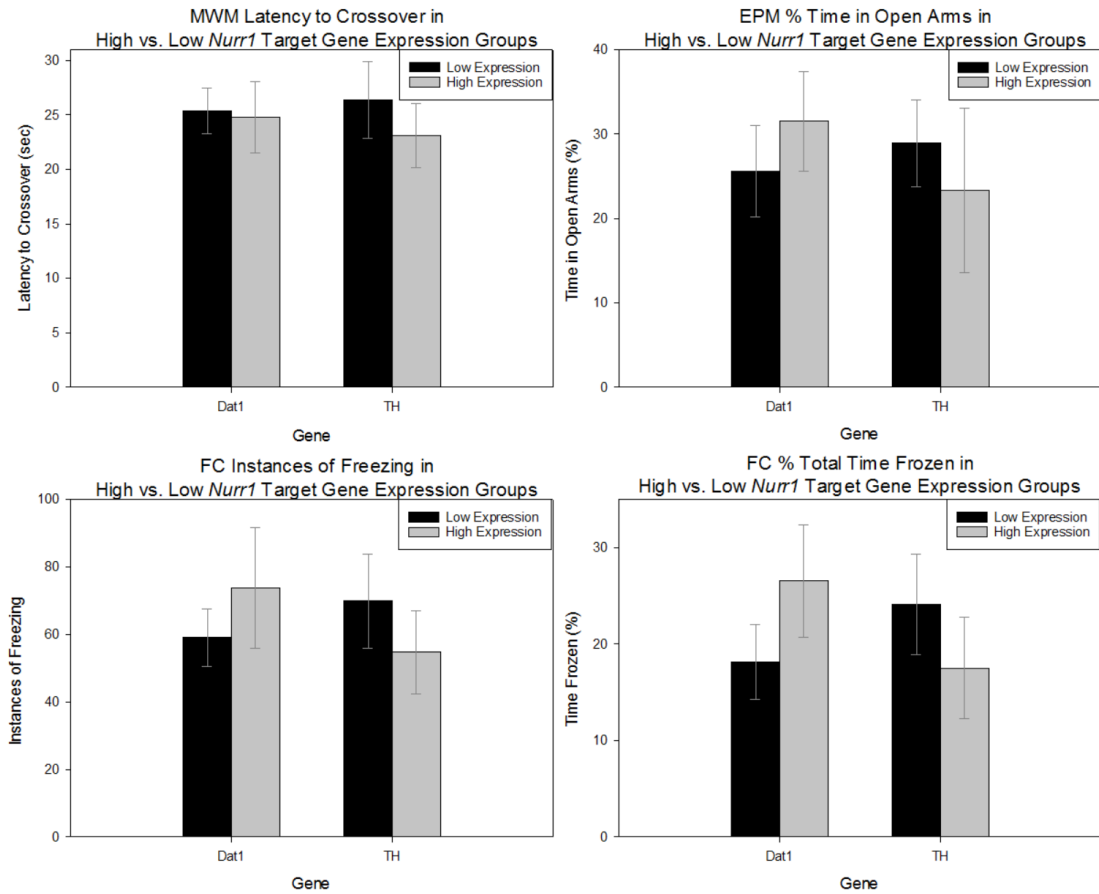 MWM Latency to Crossover in
High vs. Low Nurr1 Target Gene Expression Groups
Low Expression
High Expression
Latency to Crossover (sec)
30
25
20
15
10
5
0
Dat1 TH
Gene
EPM % Time in Open Arms in
High vs. Low Nurr1 Target Gene Expression Groups
Low Expression
High Expression
Time in Open Arms (%)
40
30
20
10
0
Dat1 TH
Gene
FC Instances of Freezing in
High vs. Low Nurr1 Target Gene Expression Groups
Low Expression
High Expression
Instances of Freezing
100
80
60
40
20
0
Dat1 TH
Gene
FC % Total Time Frozen in
High vs. Low Nurr1 Target Gene Expression Groups
Low Expression
High Expression
Time Frozen (%)
30
20
10
0
Dat1 TH
Gene